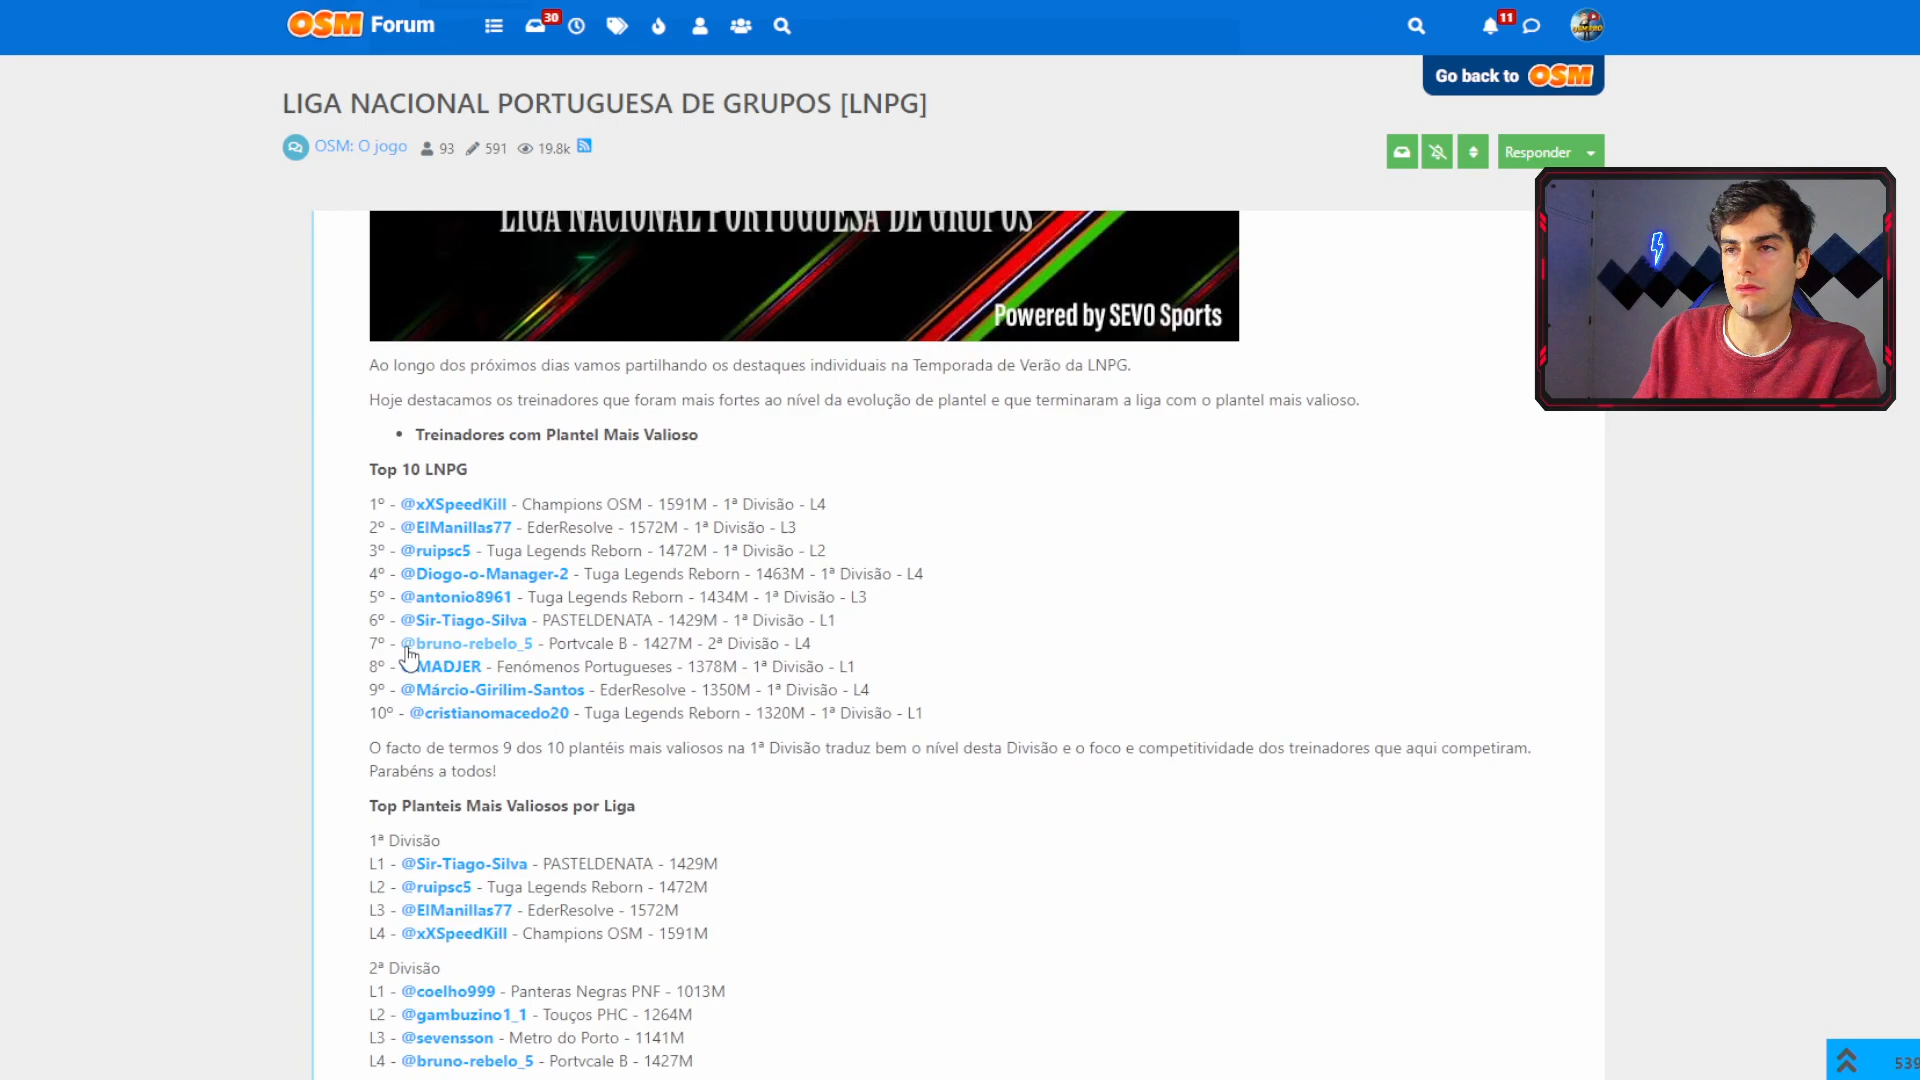 OSM Forum
30
11
Go back to OSM
LIGA NACIONAL PORTUGUESA DE GRUPOS [LNPG]
OSM: O jogo 93 591 19.8k
Responder
LIGA NACIONAL PORTUGUESA DE GRUPOS
Powered by SEVO Sports
Ao longo dos próximos dias vamos partilhando os destaques individuais na Temporada de Verão da LNPG.
Hoje destacamos os treinadores que foram mais fortes ao nível da evolução de plantel e que terminaram a liga com o plantel mais valioso.
• Treinadores com Plantel Mais Valioso
Top 10 LNPG
1º - @xXSpeedKill - Champions OSM - 1591M - 1ª Divisão - L4
2º - @ElManillas77 - EderResolve - 1572M - 1ª Divisão - L3
3º - @ruipsc5 - Tuga Legends Reborn - 1472M - 1ª Divisão - L2
4º - @Diogo-o-Manager-2 - Tuga Legends Reborn - 1463M - 1ª Divisão - L4
5º - @antonio8961 - Tuga Legends Reborn - 1434M - 1ª Divisão - L3
6º - @Sir-Tiago-Silva - PASTELDENATA - 1429M - 1ª Divisão - L1
7º - @bruno-rebelo_5 - Portvcale B - 1427M - 2ª Divisão - L4
8º - MADJER - Fenómenos Portugueses - 1378M - 1ª Divisão - L1
9º - @Márcio-Girilim-Santos - EderResolve - 1350M - 1ª Divisão - L4
10º - @cristianomacedo20 - Tuga Legends Reborn - 1320M - 1ª Divisão - L1
O facto de termos 9 dos 10 plantéis mais valiosos na 1ª Divisão traduz bem o nível desta Divisão e o foco e competitividade dos treinadores que aqui competiram.
Parabéns a todos!
Top Planteis Mais Valiosos por Liga
1ª Divisão
L1 - @Sir-Tiago-Silva - PASTELDENATA - 1429M
L2 - @ruipsc5 - Tuga Legends Reborn - 1472M
L3 - @ElManillas77 - EderResolve - 1572M
L4 - @xXSpeedKill - Champions OSM - 1591M
2ª Divisão
L1 - @coelho999 - Panteras Negras PNF - 1013M
L2 - @gambuzino1_1 - Touços PHC - 1264M
L3 - @sevensson - Metro do Porto - 1141M
L4 - @bruno-rebelo_5 - Portvcale B - 1427M
539